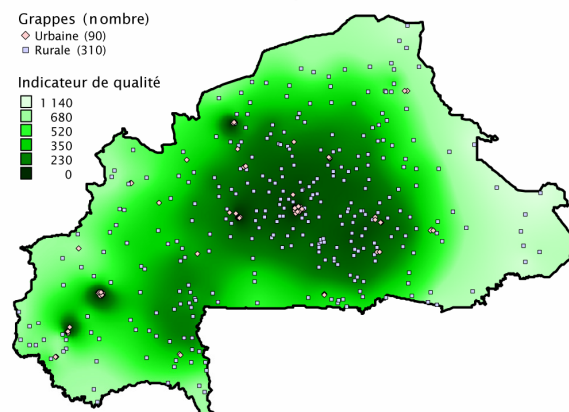 Grappes (nombre)
Urbaine (90)
Rurale (310)
Indicateur de qualité
1 140
680
520
350
230
0